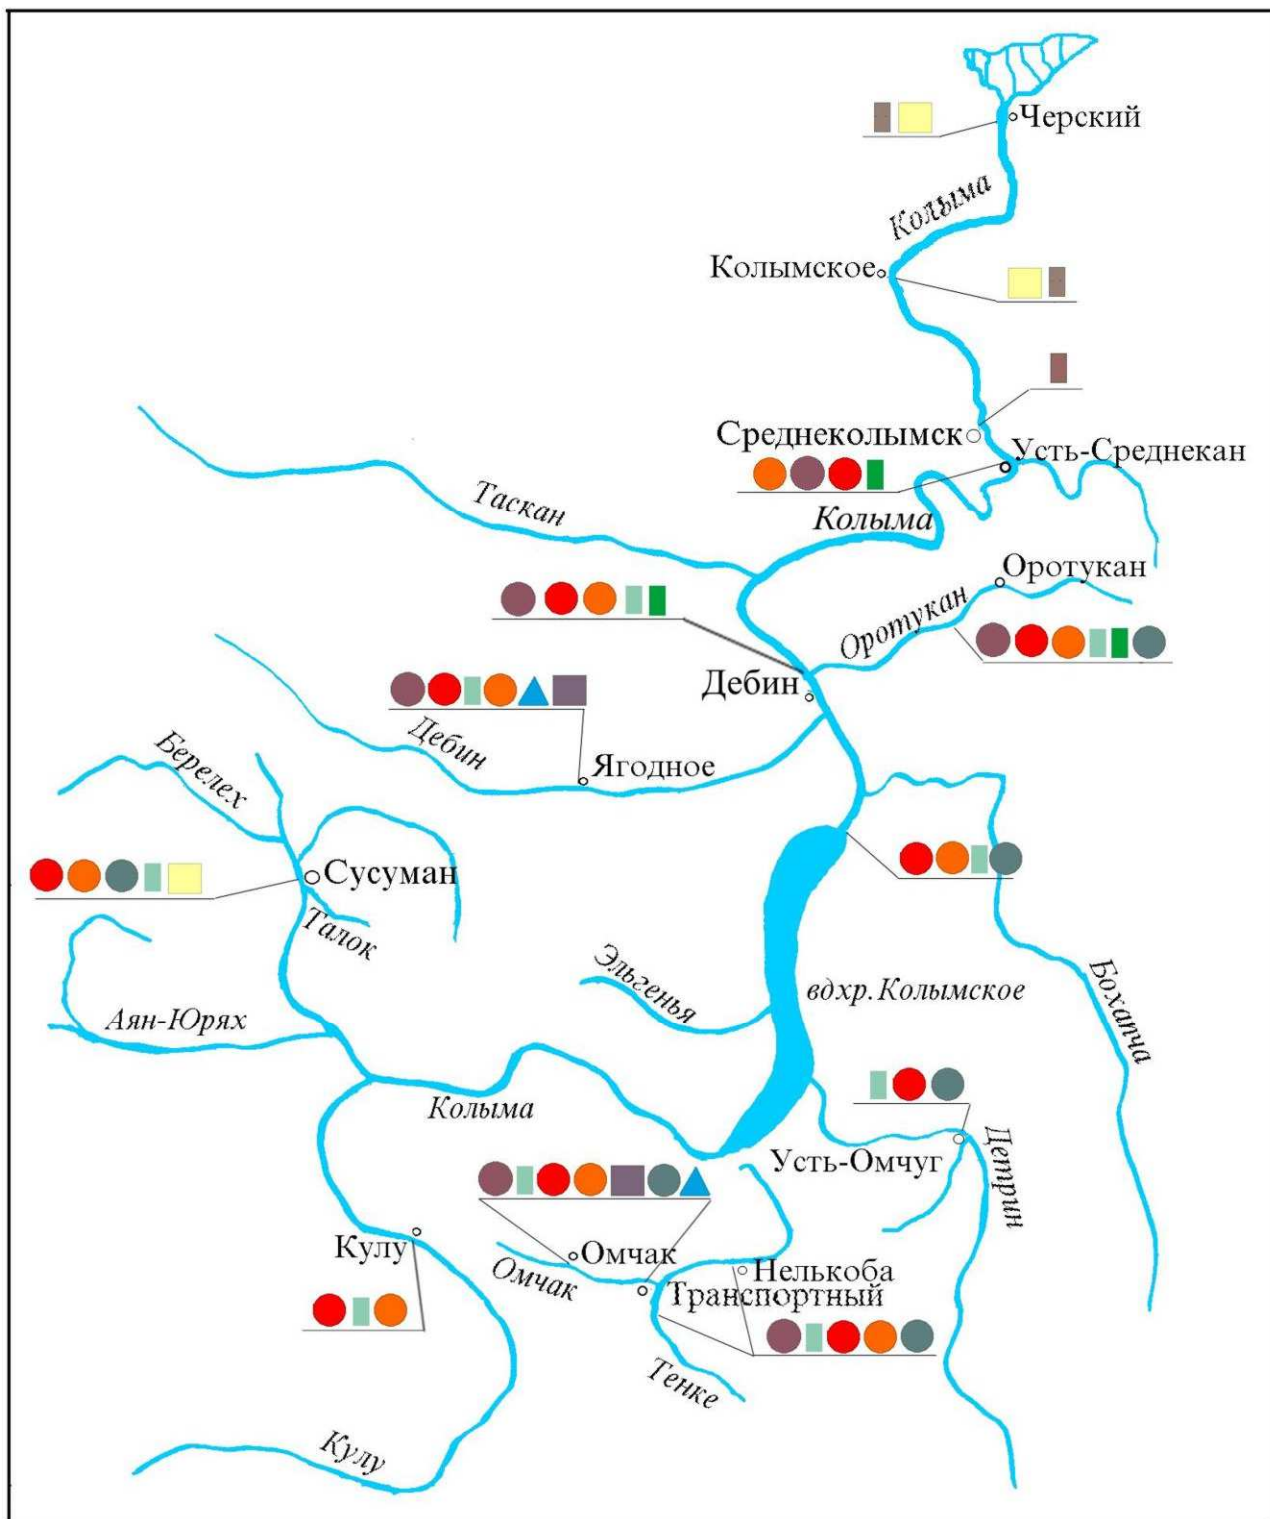 Черский
Колыма
Колымское
Среднеколымск
Усть-Среднекан
Таскан
Колыма
Оротукан
Оротукан
Дебин
Дебин
Ягодное
Берелех
Сусуман
Талок
Эльгенья
вдхр. Колымское
Бохапча
Аян-Юрях
Колыма
Усть-Омчуг
Детрин
Кулу
Омчак
Омчак
Нелькоба
Транспортный
Тенке
Кулу